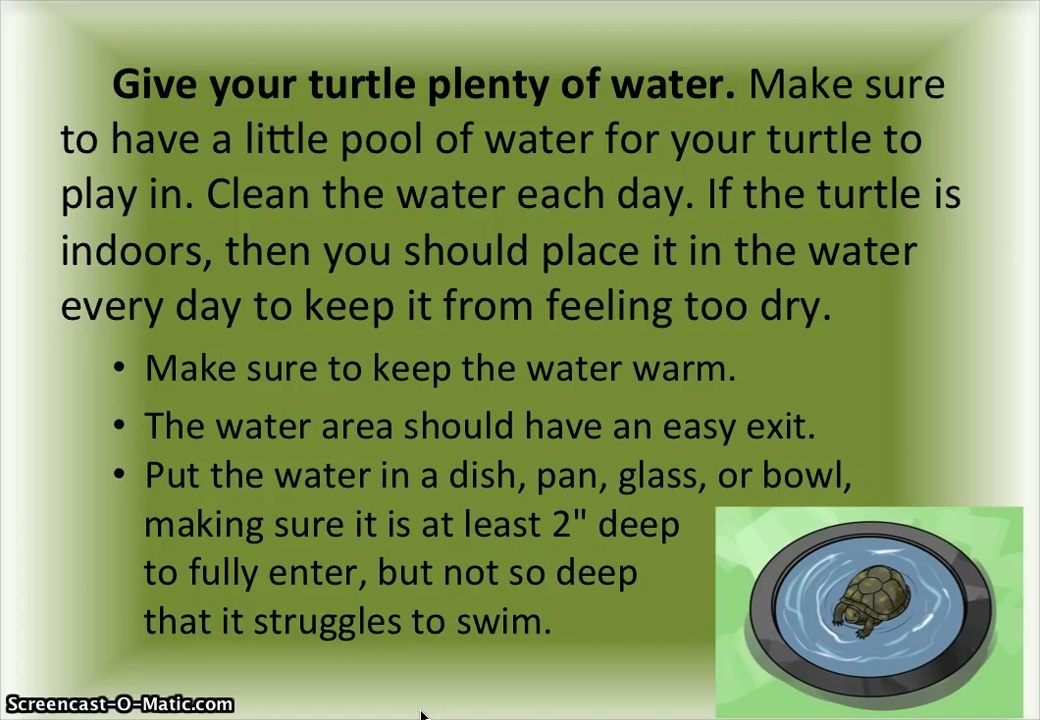 Give your turtle plenty of water. Make sure
to have a little pool of water for your turtle to
play in. Clean the water each day. If the turtle is
indoors, then you should place it in the water
every day to keep it from feeling too dry.
• Make sure to keep the water warm.
• The water area should have an easy exit.
• Put the water in a dish, pan, glass, or bowl,
making sure it is at least 2" deep
to fully enter, but not so deep
that it struggles to swim.
Screencast-O-Matic.com